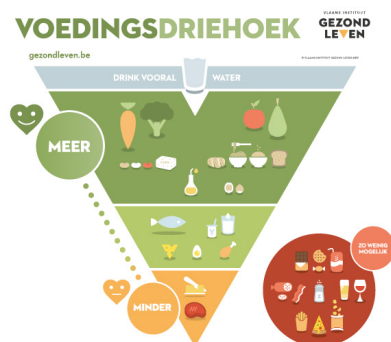 VOEDINGSDRIEHOEK
VLAAMS INSTITUUT
GEZOND
LEVEN
gezondleven.be
DRINK VOORAL WATER
MEER
ZO WEINIG
MOGELIJK
MINDER